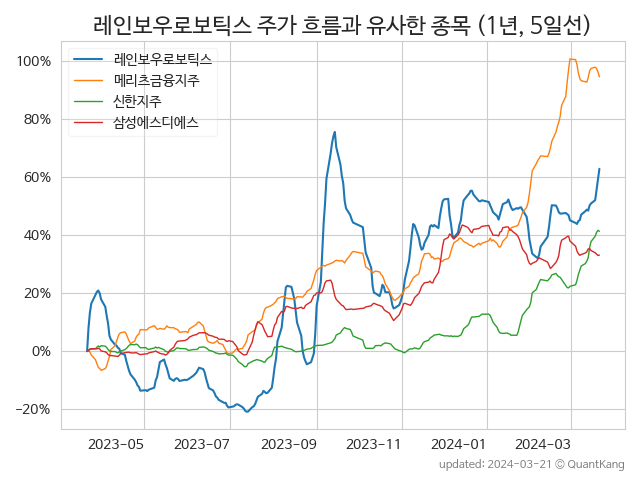 레인보우로보틱스 주가 흐름과 유사한 종목 (1년, 5일선)
레인보우로보틱스
메리츠금융지주
신한지주
삼성에스디에스
100%
80%
60%
40%
20%
0%
−20%
2023-05 2023-07 2023-09 2023-11 2024-01 2024-03
updated: 2024-03-21 © QuantKang